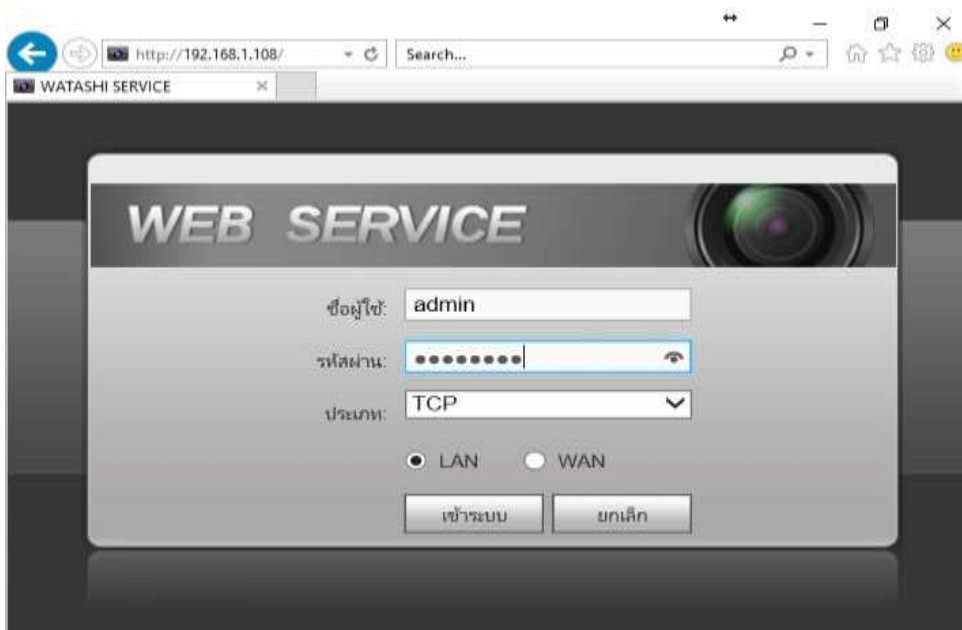 http://192.168.1.108/
Search...
WATASHI SERVICE
WEB SERVICE
ชื่อผู้ใช้: admin
รหัสผ่าน: ●●●●●●●●
ประเภท: TCP
LAN WAN
เข้าระบบ ยกเลิก